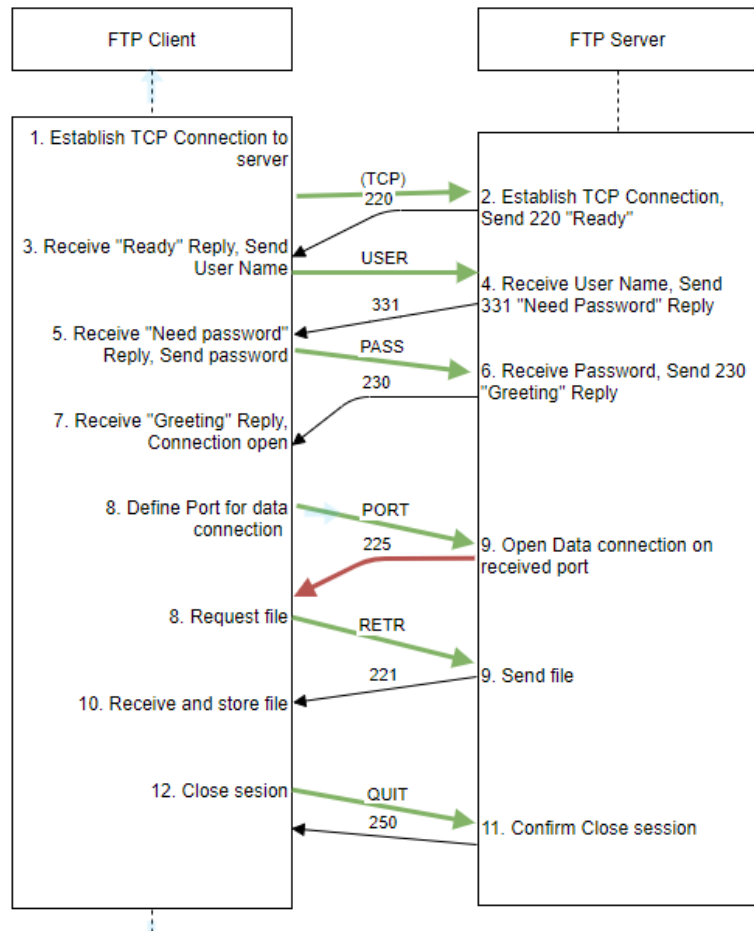 FTP Client
FTP Server
1. Establish TCP Connection to
server
(TCP)
220
2. Establish TCP Connection,
Send 220 "Ready"
3. Receive "Ready" Reply, Send
User Name
USER
4. Receive User Name, Send
331 "Need Password" Reply
331
5. Receive "Need password"
Reply, Send password
PASS
6. Receive Password, Send 230
"Greeting" Reply
230
7. Receive "Greeting" Reply,
Connection open
8. Define Port for data
connection
PORT
225
9. Open Data connection on
received port
8. Request file
RETR
221
9. Send file
10. Receive and store file
12. Close sesion
QUIT
250
11. Confirm Close session